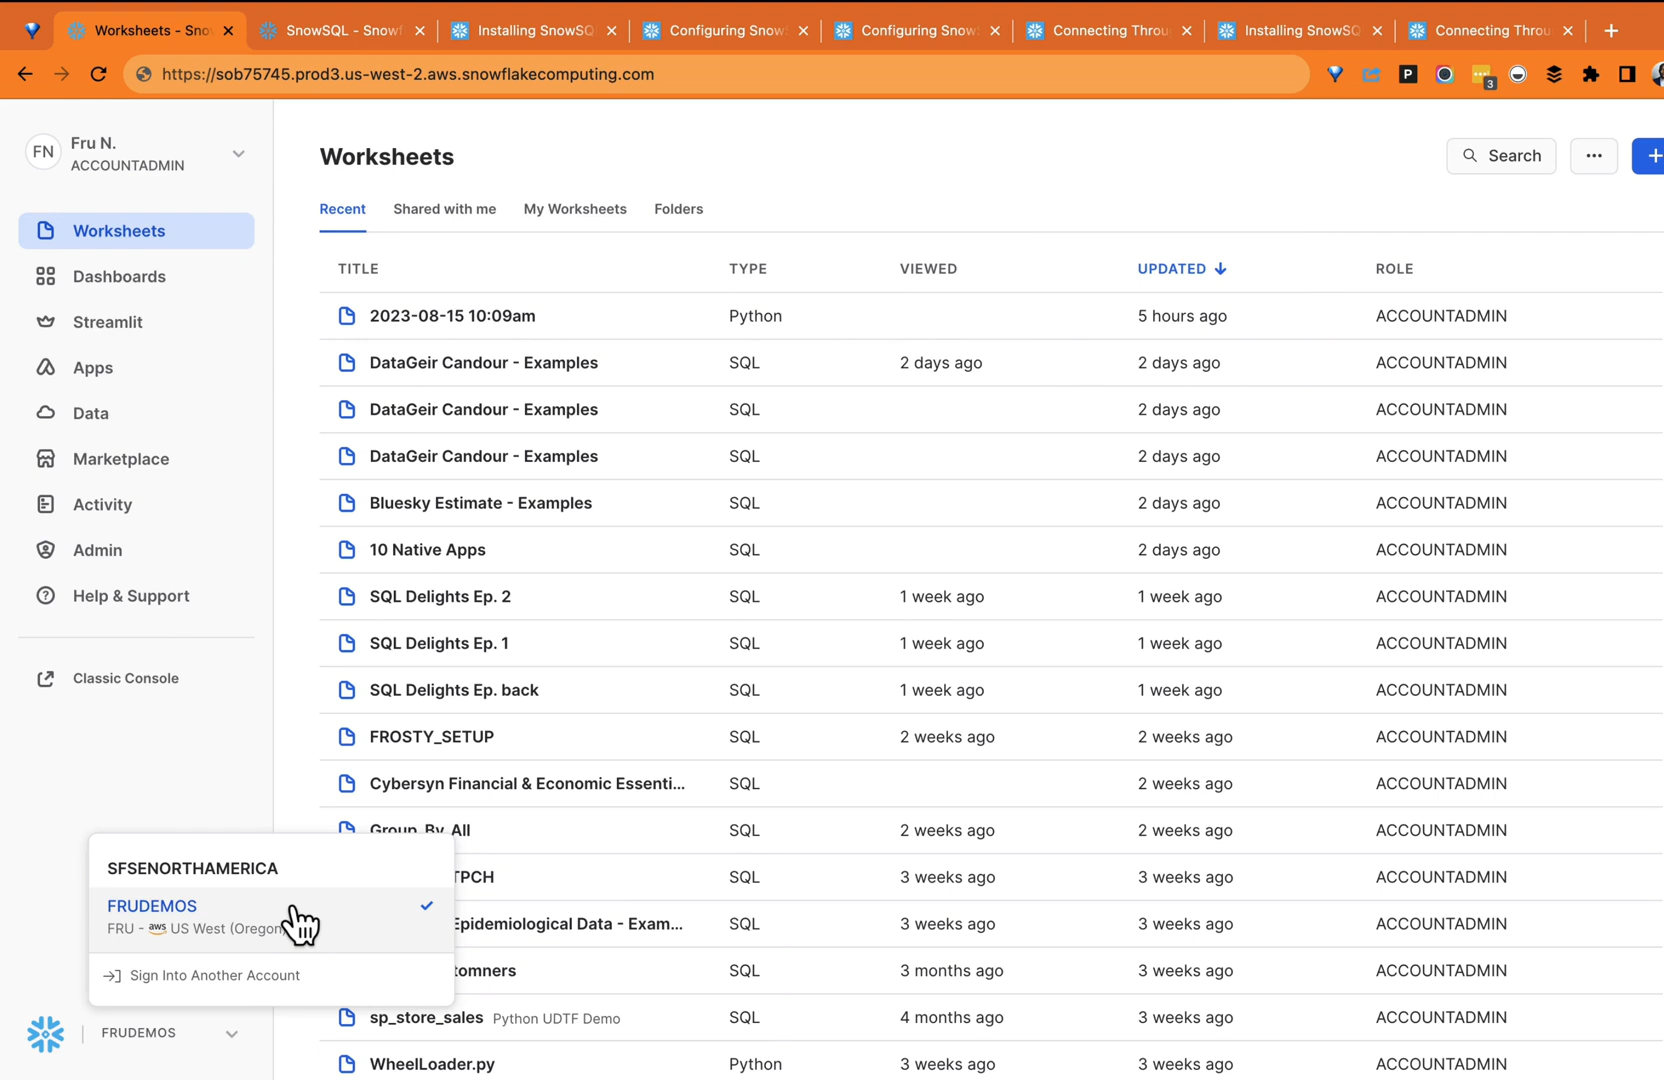 Worksheets - Snow
SnowSQL - Snowf
Installing SnowSQ
Configuring Snow
Configuring Snow
Connecting Throu
Installing SnowSQ
Connecting Throu
https://sob75745.prod3.us-west-2.aws.snowflakecomputing.com
P
3
FN
Fru N.
ACCOUNTADMIN
Worksheets
Dashboards
Streamlit
Apps
Data
Marketplace
Activity
Admin
Help & Support
Classic Console
Worksheets
Search
Recent
Shared with me
My Worksheets
Folders
TITLE TYPE VIEWED UPDATED ROLE
2023-08-15 10:09am Python 5 hours ago ACCOUNTADMIN
DataGeir Candour - Examples SQL 2 days ago 2 days ago ACCOUNTADMIN
DataGeir Candour - Examples SQL 2 days ago ACCOUNTADMIN
DataGeir Candour - Examples SQL 2 days ago ACCOUNTADMIN
Bluesky Estimate - Examples SQL 2 days ago ACCOUNTADMIN
10 Native Apps SQL 2 days ago ACCOUNTADMIN
SQL Delights Ep. 2 SQL 1 week ago 1 week ago ACCOUNTADMIN
SQL Delights Ep. 1 SQL 1 week ago 1 week ago ACCOUNTADMIN
SQL Delights Ep. back SQL 1 week ago 1 week ago ACCOUNTADMIN
FROSTY_SETUP SQL 2 weeks ago 2 weeks ago ACCOUNTADMIN
Cybersyn Financial & Economic Essenti... SQL 2 weeks ago ACCOUNTADMIN
Group_By_All SQL 2 weeks ago 2 weeks ago ACCOUNTADMIN
TPCH SQL 3 weeks ago 3 weeks ago ACCOUNTADMIN
Epidemiological Data - Exam... SQL 3 weeks ago 3 weeks ago ACCOUNTADMIN
tomners SQL 3 months ago 3 weeks ago ACCOUNTADMIN
sp_store_sales Python UDTF Demo SQL 4 months ago 3 weeks ago ACCOUNTADMIN
WheelLoader.py Python 3 weeks ago 3 weeks ago ACCOUNTADMIN
SFSENORTHAMERICA
FRUDEMOS
FRU - aws US West (Oregon
Sign Into Another Account
FRUDEMOS